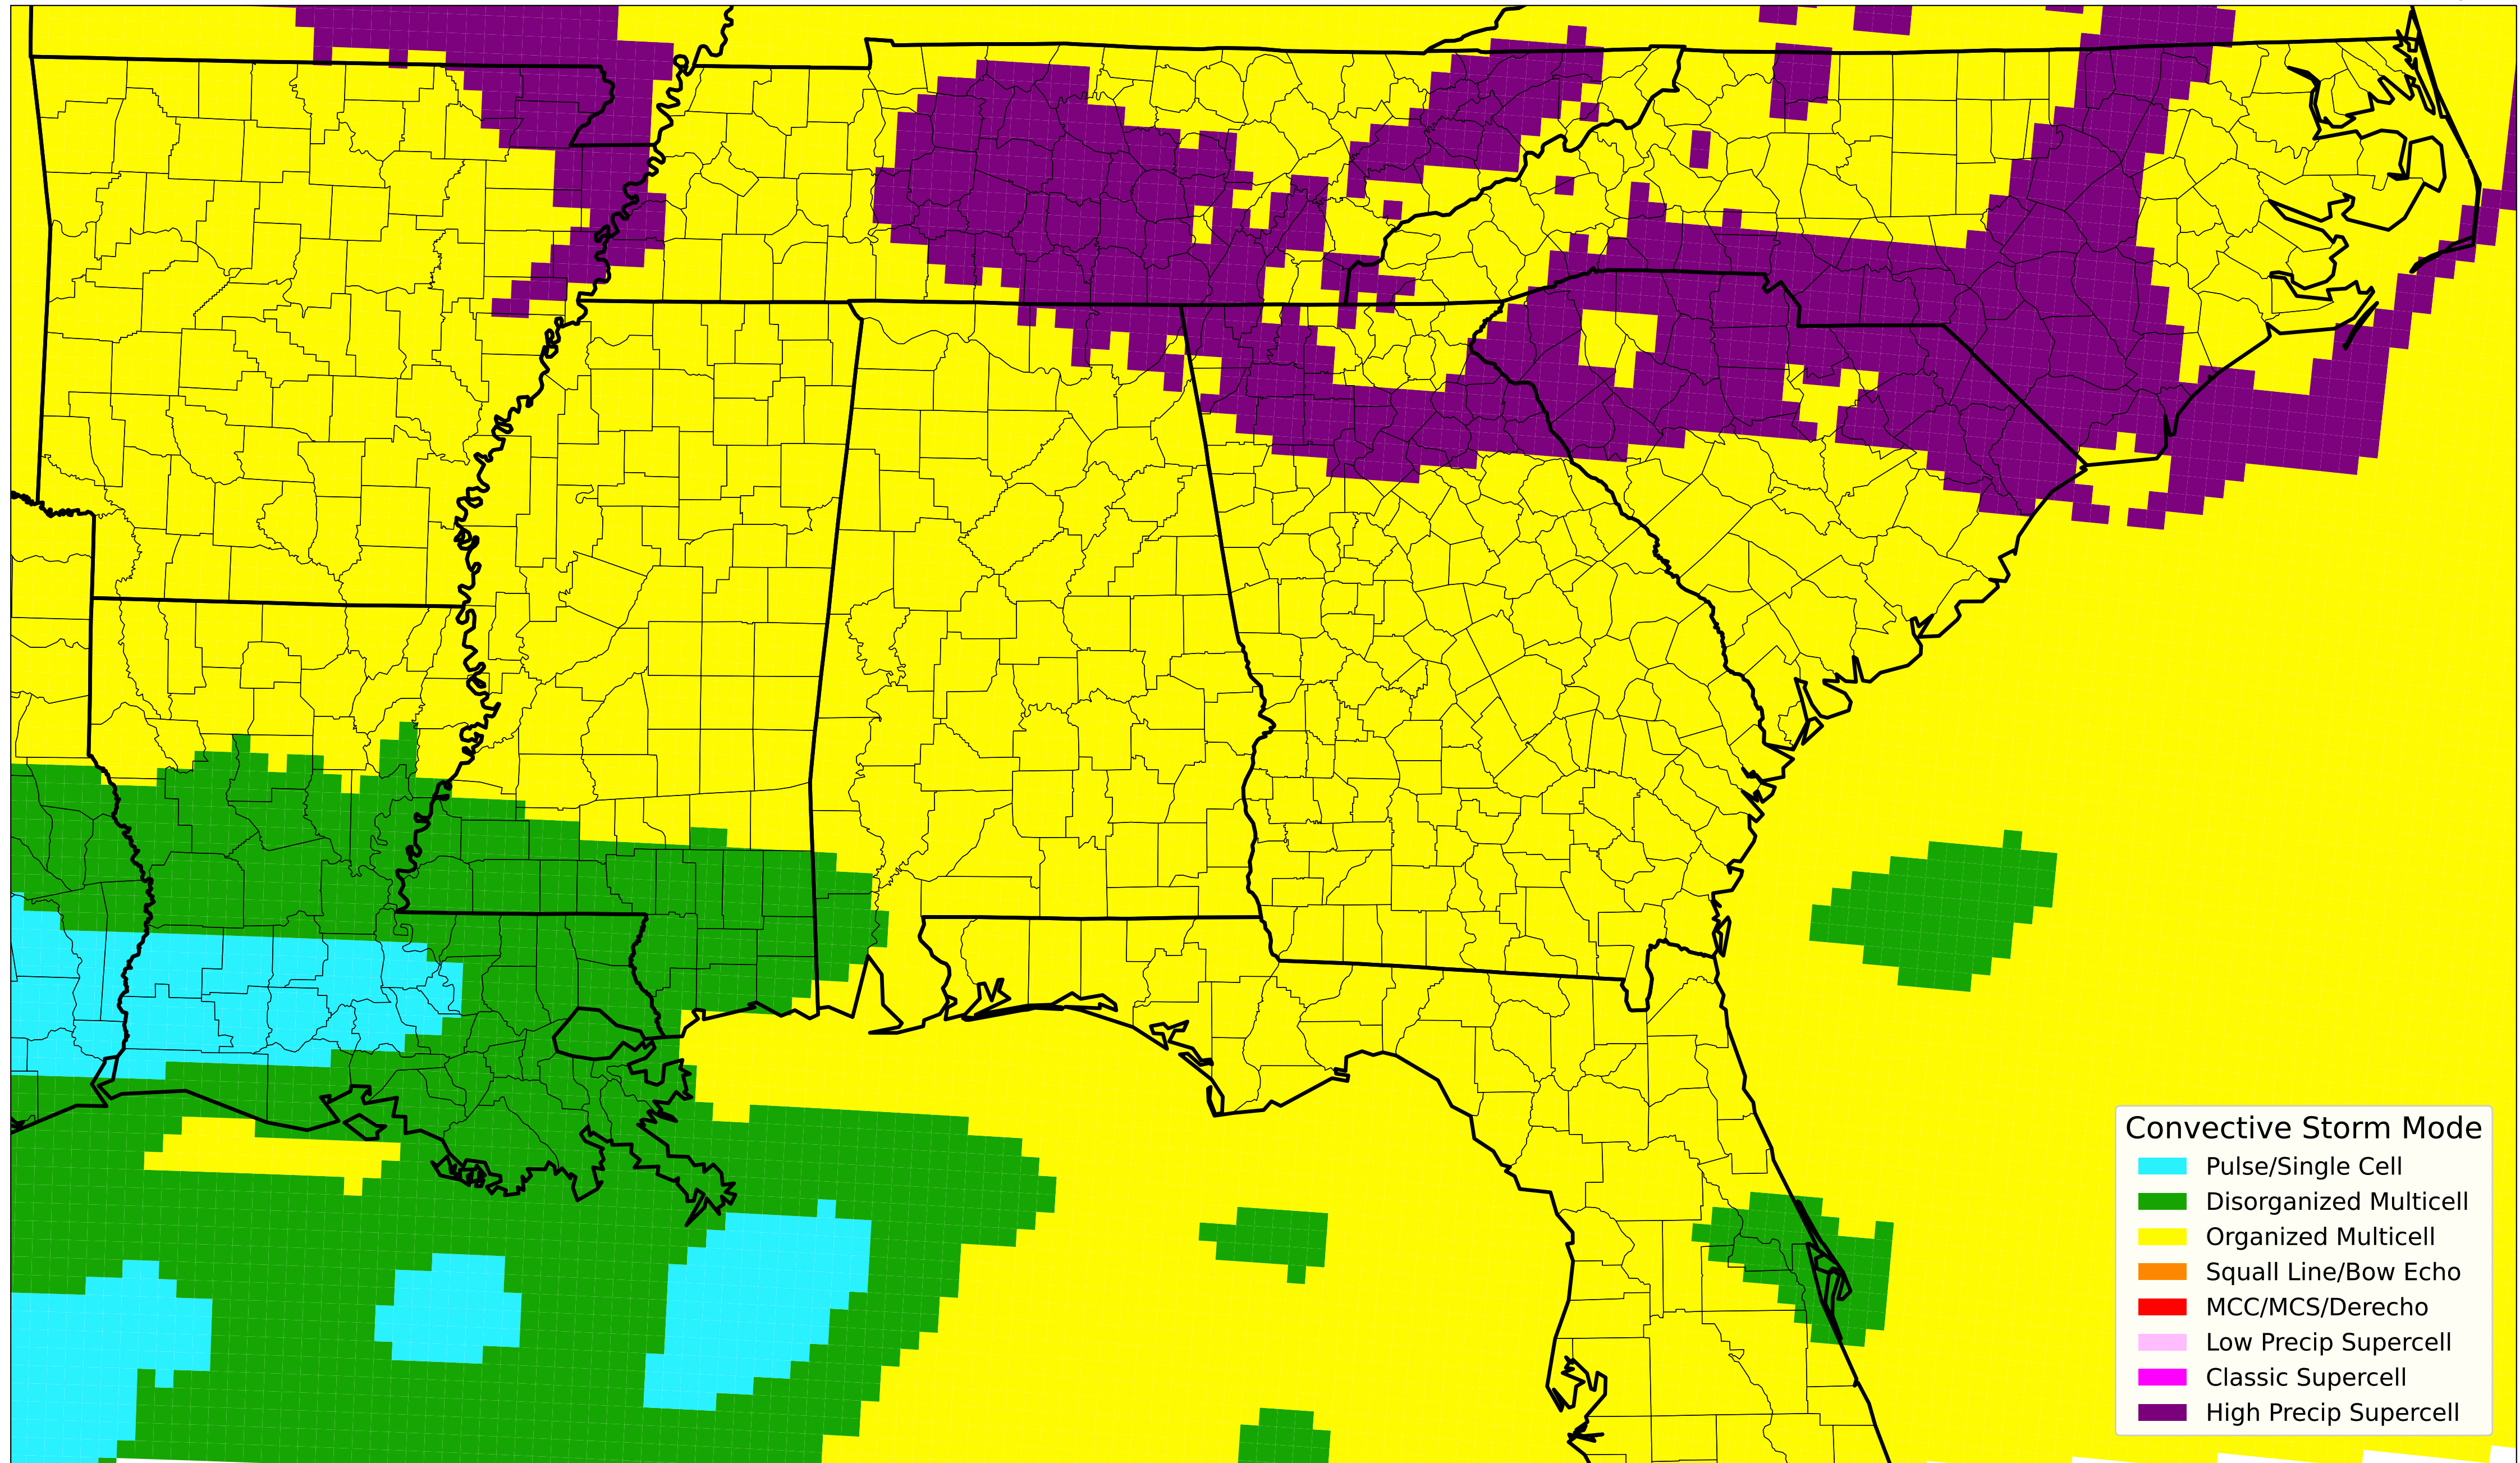 Convective Storm Mode
Pulse/Single Cell
Disorganized Multicell
Organized Multicell
Squall Line/Bow Echo
MCC/MCS/Derecho
Low Precip Supercell
Classic Supercell
High Precip Supercell